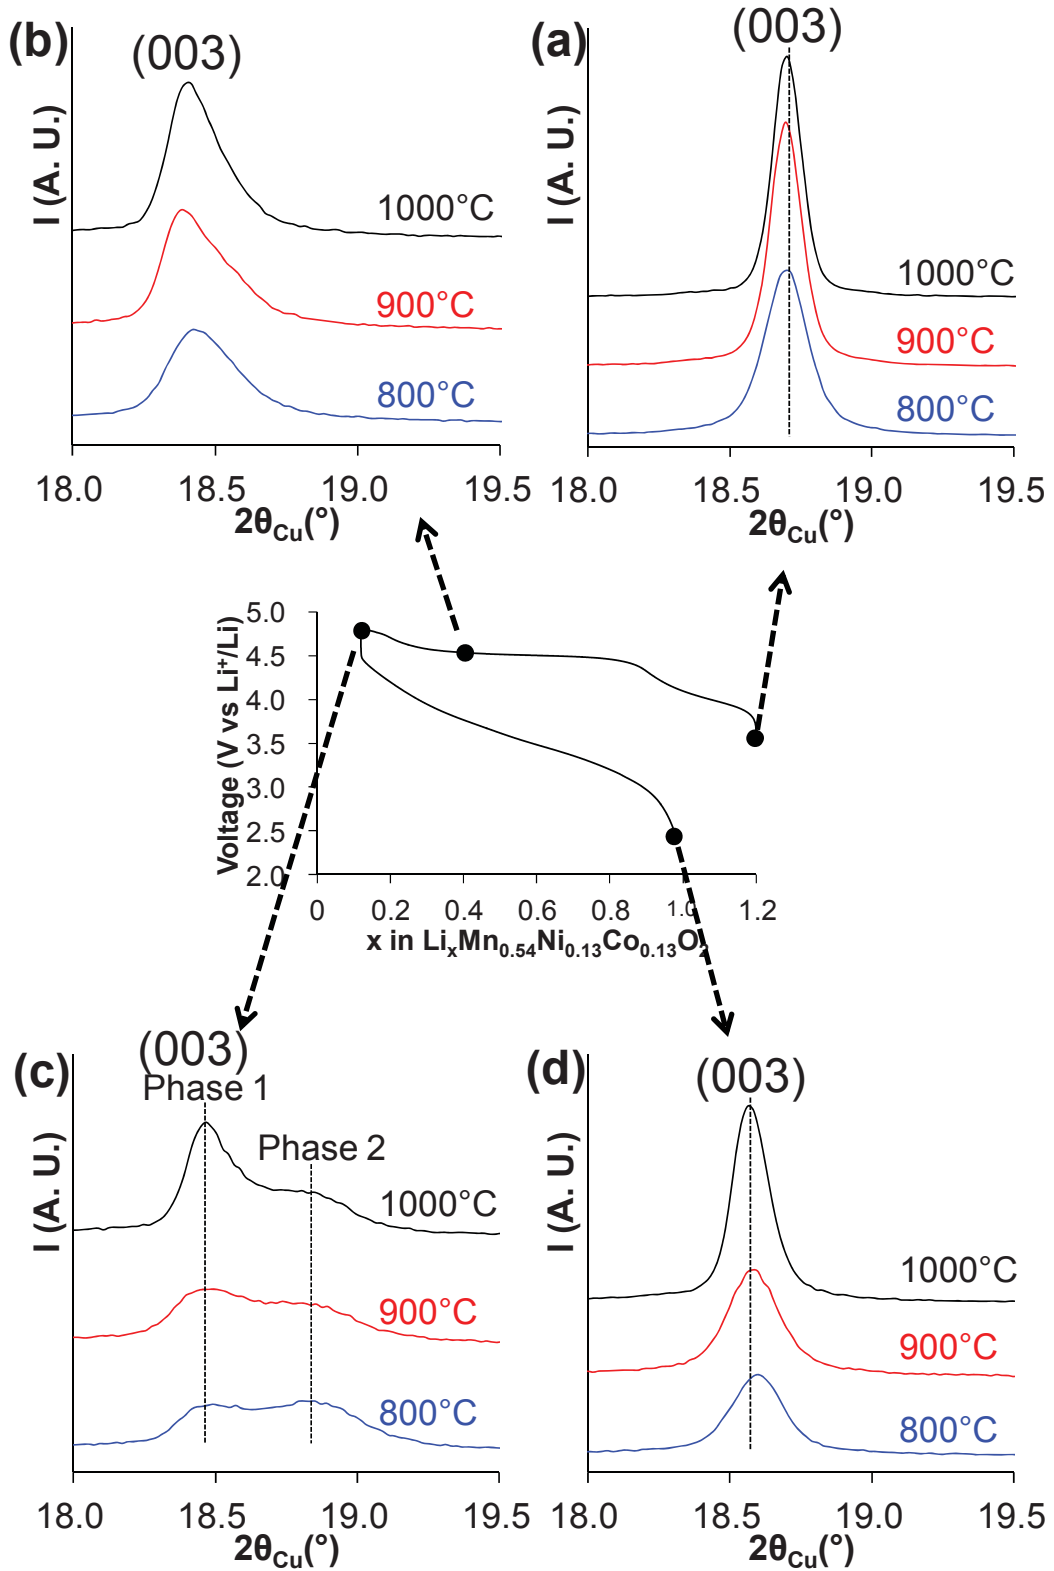 (b)
(003)
I (A. U.)
1000°C
900°C
800°C
18.0 18.5 19.0 19.5
2θCu(°)
(a)
(003)
I (A. U.)
1000°C
900°C
800°C
18.0 18.5 19.0 19.5
2θCu(°)
Voltage (V vs Li⁺/Li)
5.0
4.5
4.0
3.5
3.0
2.5
2.0
0 0.2 0.4 0.6 0.8 1.0 1.2
x in LixMn0.54Ni0.13Co0.13O2
(c)
(003)
Phase 1
Phase 2
I (A. U.)
1000°C
900°C
800°C
18.0 18.5 19.0 19.5
2θCu(°)
(d)
(003)
I (A. U.)
1000°C
900°C
800°C
18.0 18.5 19.0 19.5
2θCu(°)